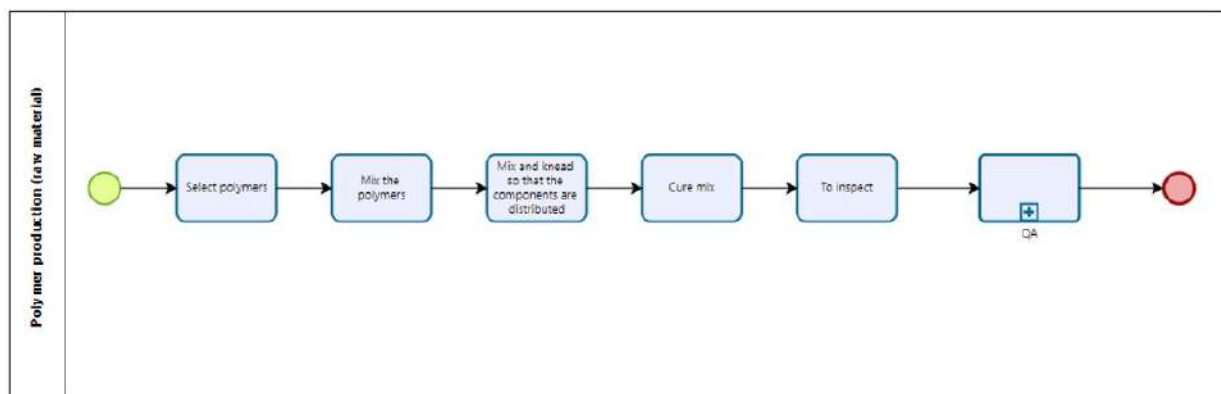 Polymer production (raw material)
Select polymers
Mix the
polymers
Mix and knead
so that the
components are
distributed
Cure mix
To inspect
QA